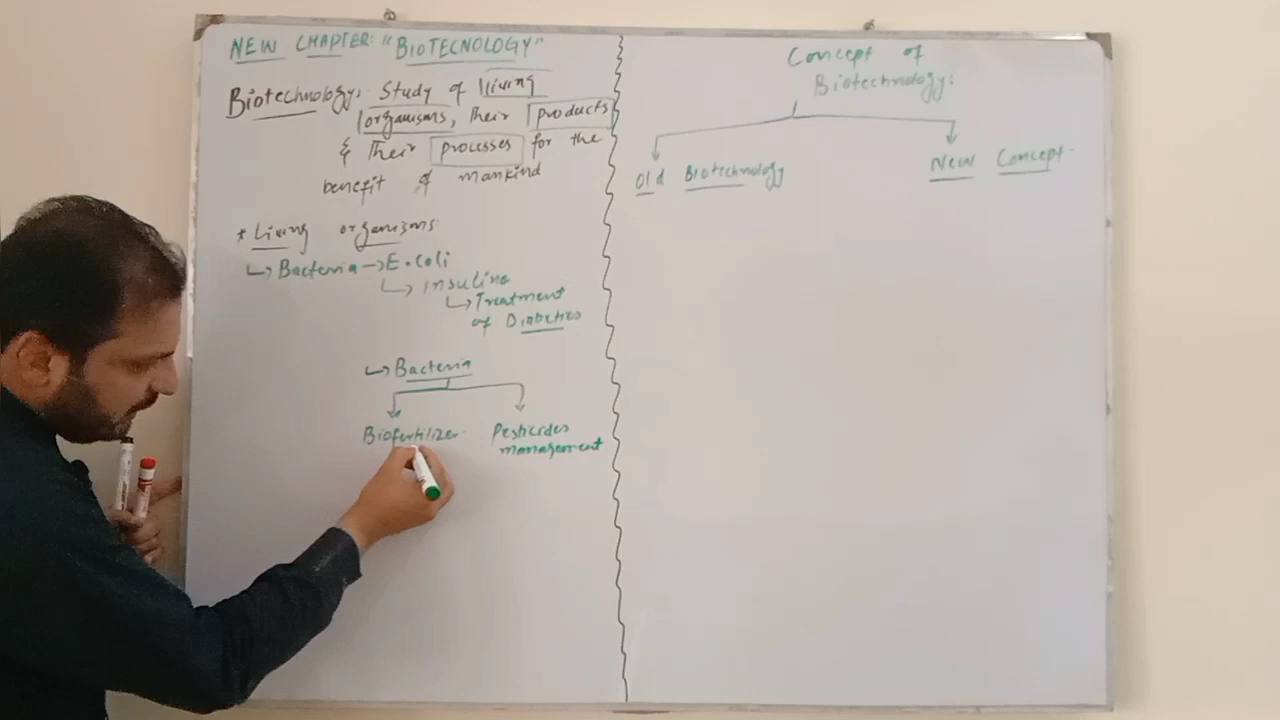 NEW CHAPTER: "BIOTECNOLOGY"
Biotechnology: Study of living
organisms, their products
& their processes for the
benefit of mankind
* Living organisms:
↳ Bacteria → E.coli
↳ Insuline
↳ Treatment
of Diabeties
↳ Bacteria
Biofertilizer. Pesticides
management
Concept of
Biotechnology:
Old Biotechnology
New Concept.